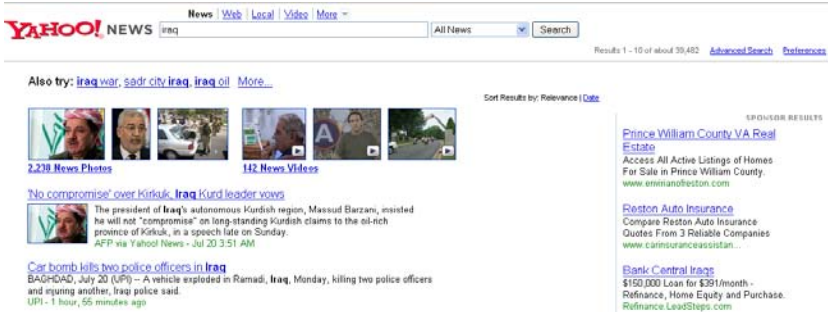 News | Web | Local | Video | More
YAHOO! NEWS iraq All News Search
Results 1 - 10 of about 39,482 Advanced Search Preferences
Also try: iraq war, sadr city iraq, iraq oil More...
Sort Results by: Relevance | Date
2,230 News Photos 142 News Videos
'No compromise' over Kirkuk, Iraq Kurd leader vows
The president of Iraq's autonomous Kurdish region, Massud Barzani, insisted
he will not "compromise" on long-standing Kurdish claims to the oil-rich
province of Kirkuk, in a speech late on Sunday.
AFP via Yahoo! News - Jul 20 3:51 AM
Car bomb kills two police officers in Iraq
BAGHDAD, July 20 (UPI) -- A vehicle exploded in Ramadi, Iraq, Monday, killing two police officers
and injuring another, Iraqi police said.
UPI - 1 hour, 55 minutes ago
SPONSOR RESULTS
Prince William County VA Real
Estate
Access All Active Listings of Homes
For Sale in Prince William County.
www.envinanofreston.com
Reston Auto Insurance
Compare Reston Auto Insurance
Quotes From 3 Reliable Companies
www.carinsuranceassistan...
Bank Central Iraqs
$150,000 Loan for $391/month -
Refinance, Home Equity and Purchase.
Refinance.LeadSteps.com